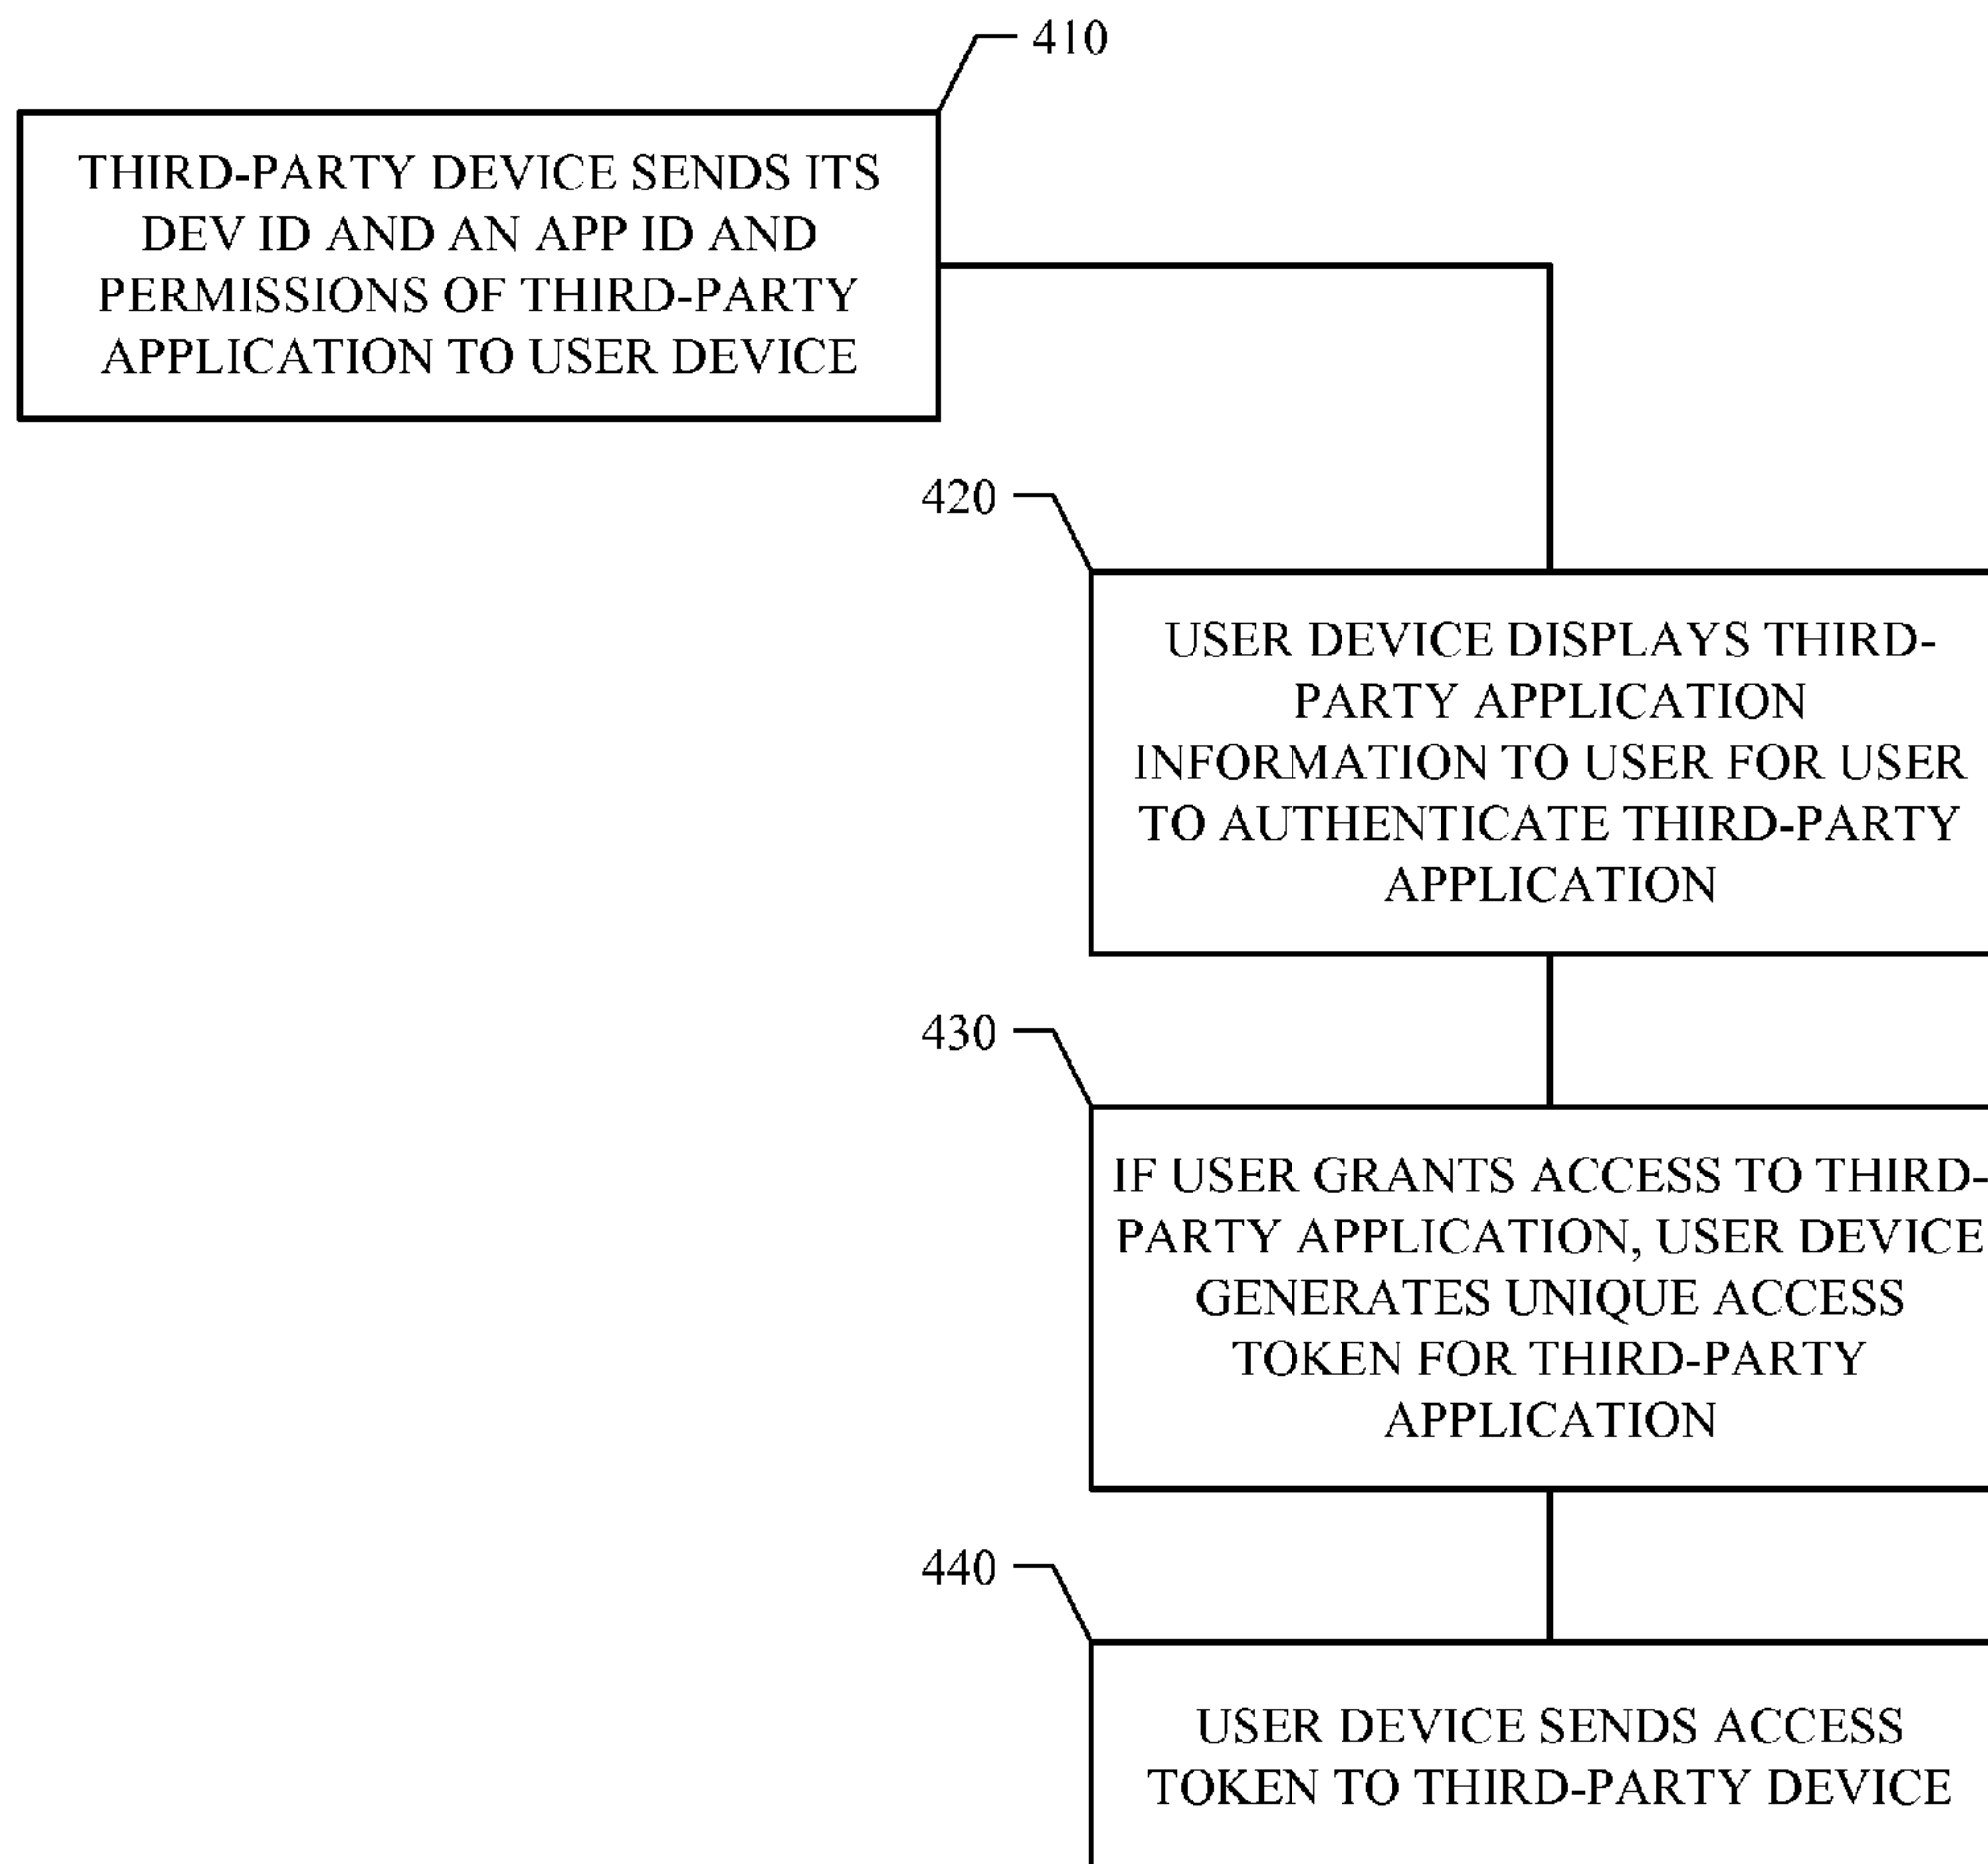 410
THIRD-PARTY DEVICE SENDS ITS
DEV ID AND AN APP ID AND
PERMISSIONS OF THIRD-PARTY
APPLICATION TO USER DEVICE
420
USER DEVICE DISPLAYS THIRD-
PARTY APPLICATION
INFORMATION TO USER FOR USER
TO AUTHENTICATE THIRD-PARTY
APPLICATION
430
IF USER GRANTS ACCESS TO THIRD-
PARTY APPLICATION, USER DEVICE
GENERATES UNIQUE ACCESS
TOKEN FOR THIRD-PARTY
APPLICATION
440
USER DEVICE SENDS ACCESS
TOKEN TO THIRD-PARTY DEVICE